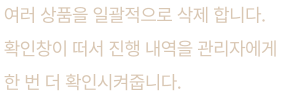 여러 상품을 일괄적으로 삭제 합니다.
확인창이 떠서 진행 내역을 관리자에게
한 번 더 확인시켜줍니다.